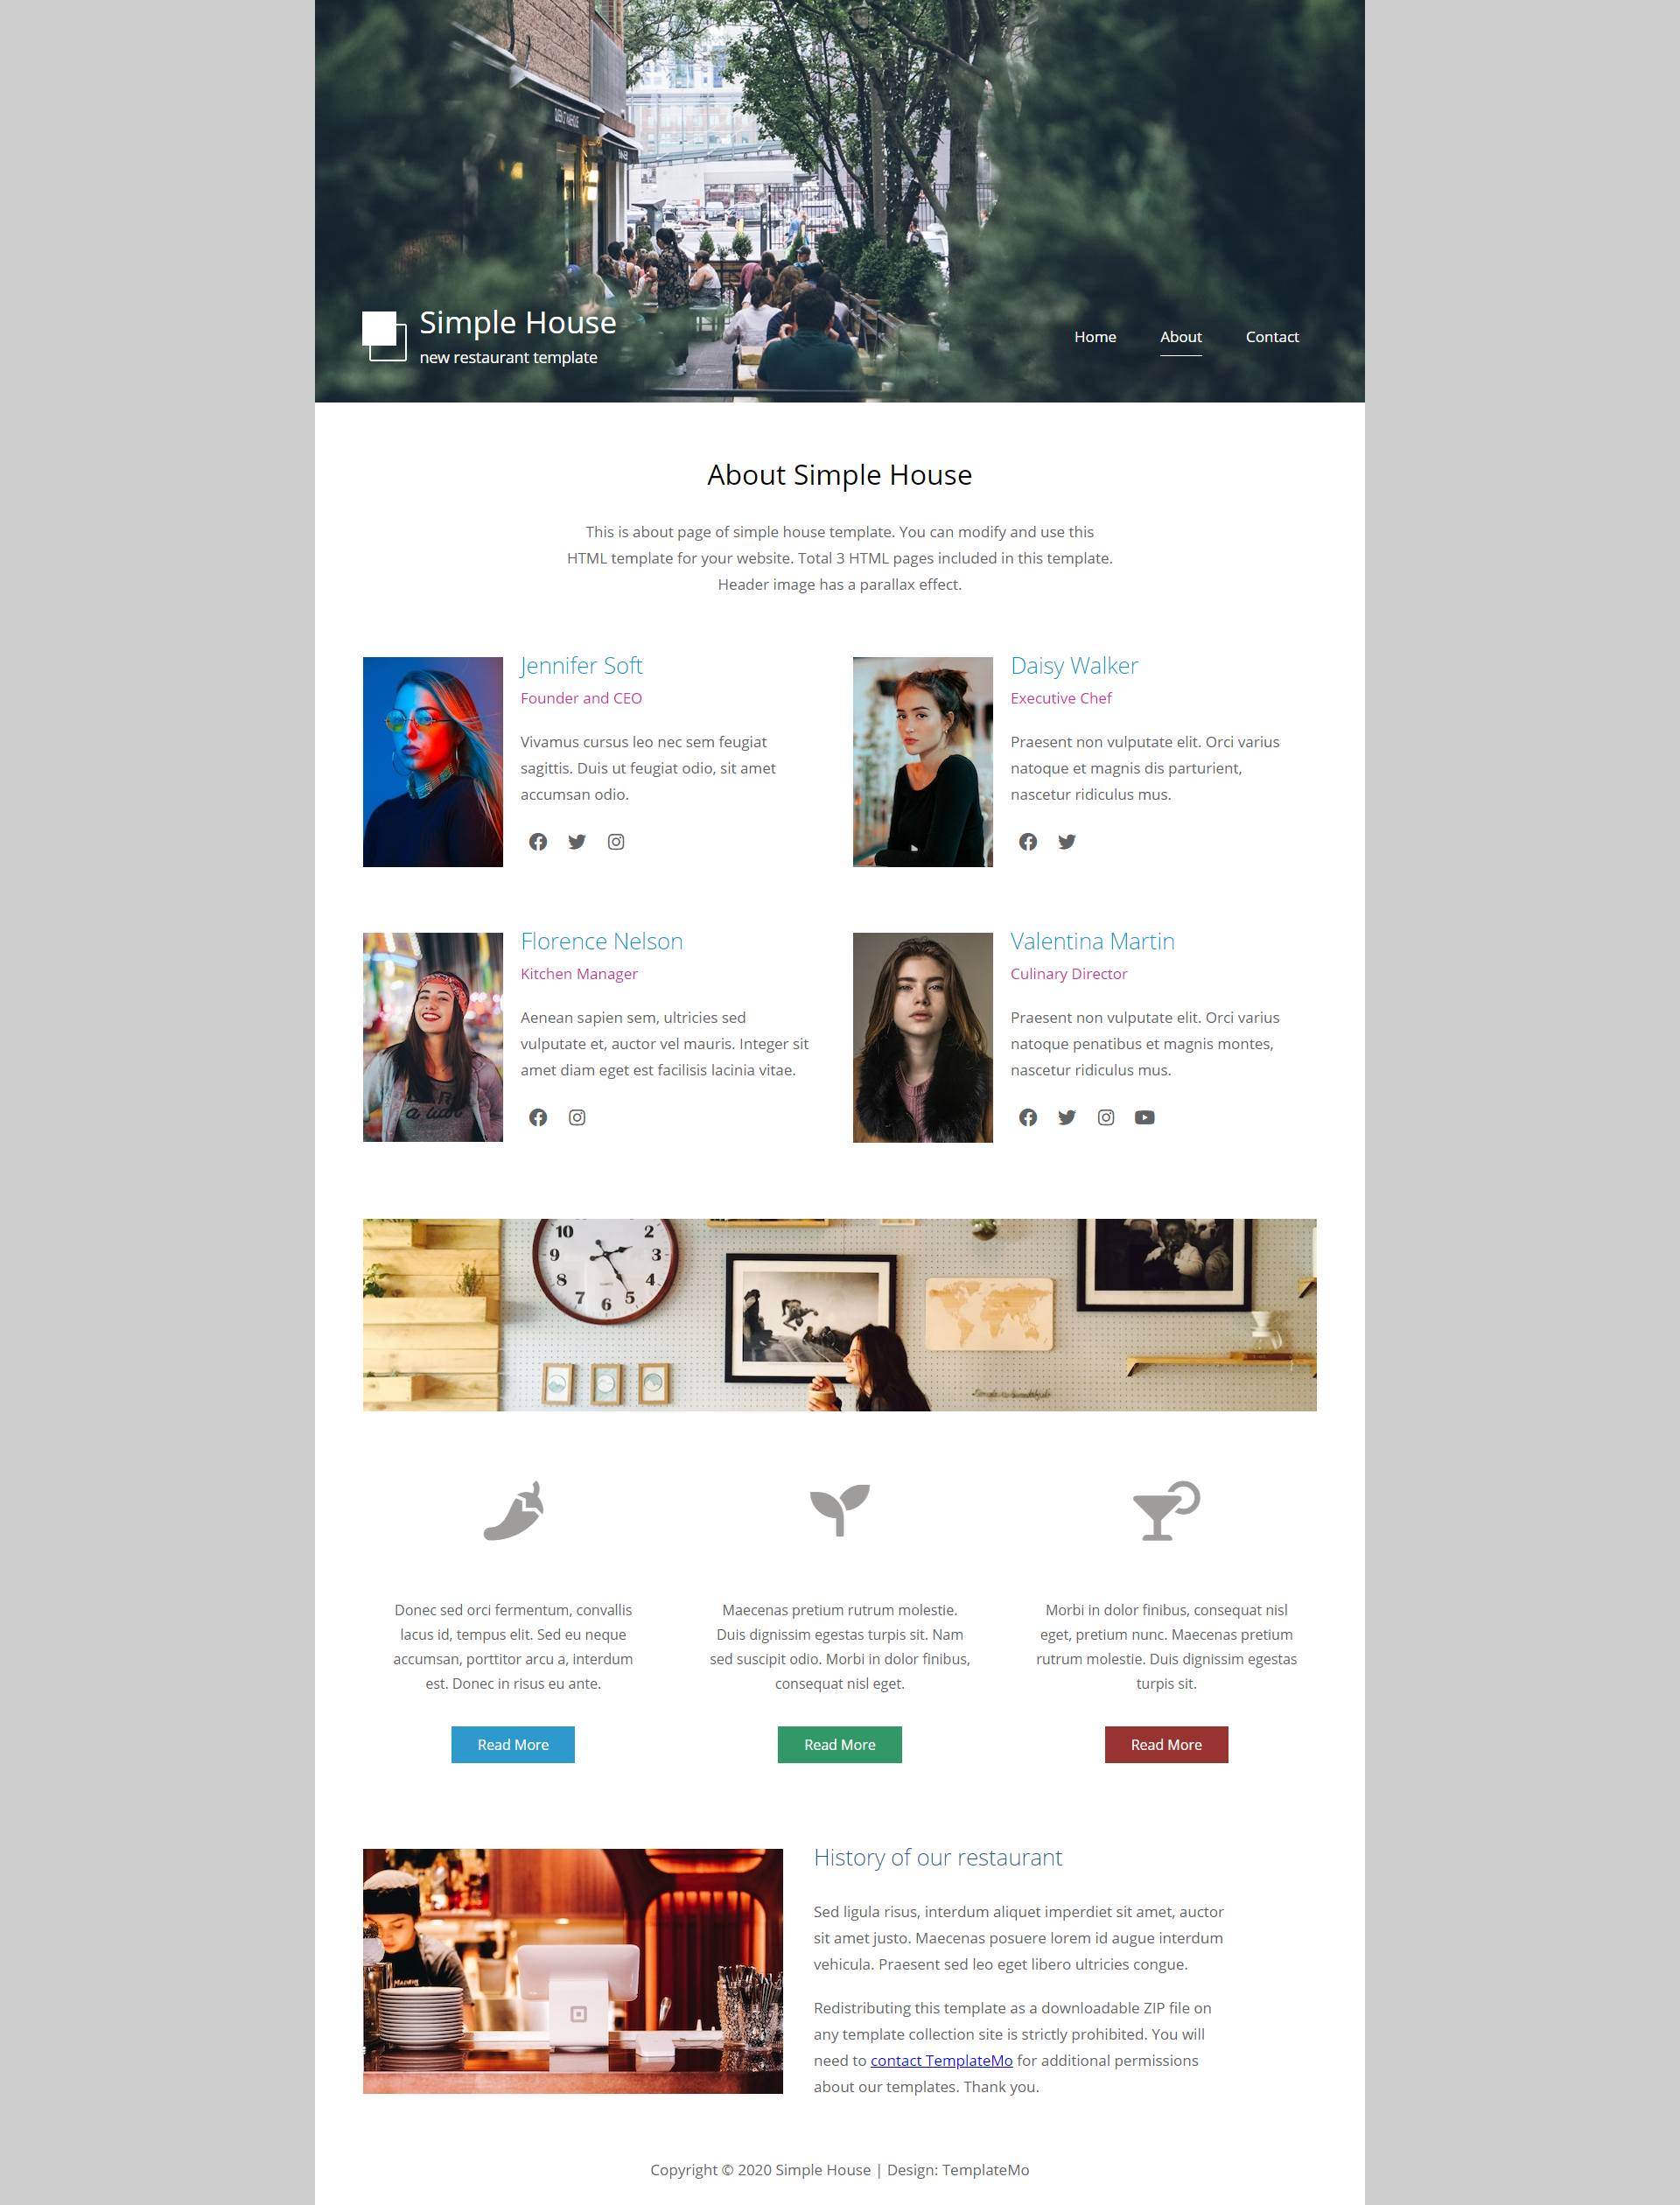 Simple House
new restaurant template
Home
About
Contact
About Simple House
This is about page of simple house template. You can modify and use this
HTML template for your website. Total 3 HTML pages included in this template.
Header image has a parallax effect.
Jennifer Soft
Founder and CEO
Vivamus cursus leo nec sem feugiat
sagittis. Duis ut feugiat odio, sit amet
accumsan odio.
Daisy Walker
Executive Chef
Praesent non vulputate elit. Orci varius
natoque et magnis dis parturient,
nascetur ridiculus mus.
Florence Nelson
Kitchen Manager
Aenean sapien sem, ultricies sed
vulputate et, auctor vel mauris. Integer sit
amet diam eget est facilisis lacinia vitae.
Valentina Martin
Culinary Director
Praesent non vulputate elit. Orci varius
natoque penatibus et magnis montes,
nascetur ridiculus mus.
10 2
9 3
8 4
7 6 5
Donec sed orci fermentum, convallis
lacus id, tempus elit. Sed eu neque
accumsan, porttitor arcu a, interdum
est. Donec in risus eu ante.
Read More
Maecenas pretium rutrum molestie.
Duis dignissim egestas turpis sit. Nam
sed suscipit odio. Morbi in dolor finibus,
consequat nisl eget.
Read More
Morbi in dolor finibus, consequat nisl
eget, pretium nunc. Maecenas pretium
rutrum molestie. Duis dignissim egestas
turpis sit.
Read More
History of our restaurant
Sed ligula risus, interdum aliquet imperdiet sit amet, auctor
sit amet justo. Maecenas posuere lorem id augue interdum
vehicula. Praesent sed leo eget libero ultricies congue.
Redistributing this template as a downloadable ZIP file on
any template collection site is strictly prohibited. You will
need to contact TemplateMo for additional permissions
about our templates. Thank you.
Copyright © 2020 Simple House | Design: TemplateMo